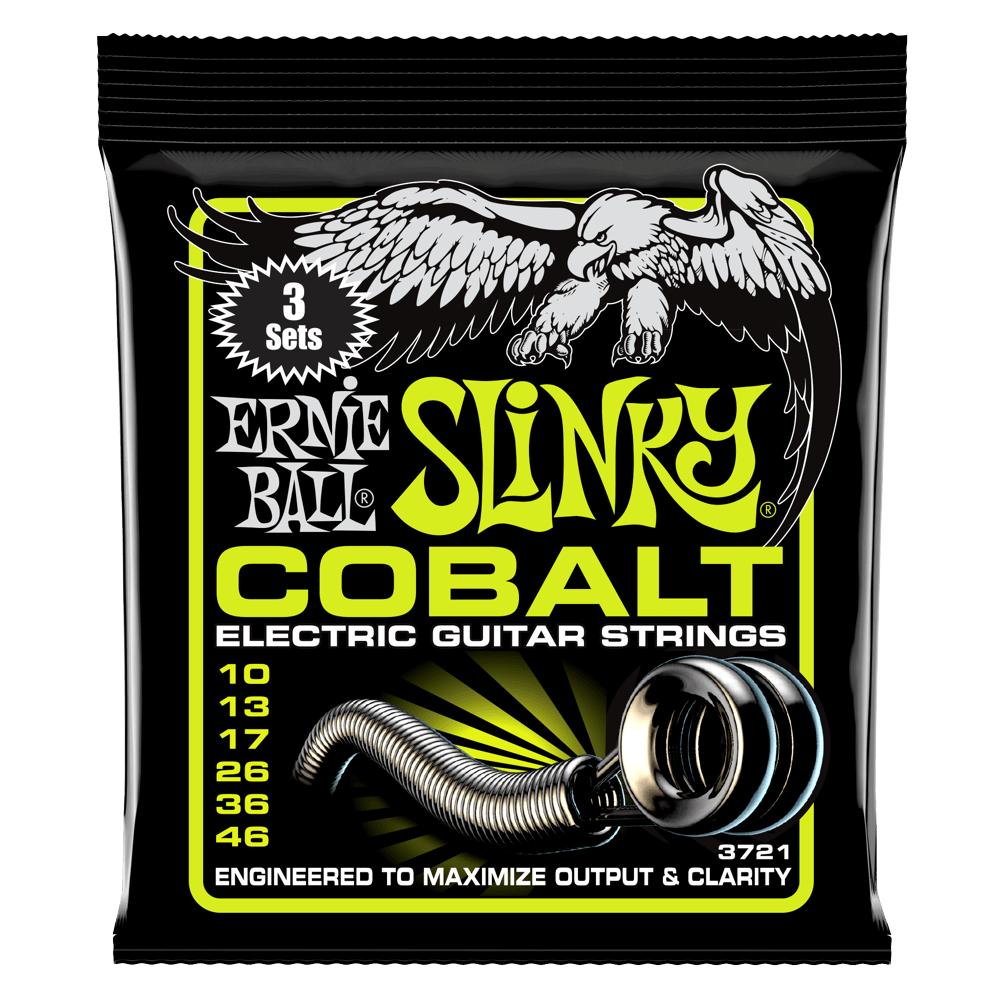 3
Sets
ERNIE
BALL®
SLINKY®
COBALT
ELECTRIC GUITAR STRINGS
10
13
17
26
36
46
3721
ENGINEERED TO MAXIMIZE OUTPUT & CLARITY